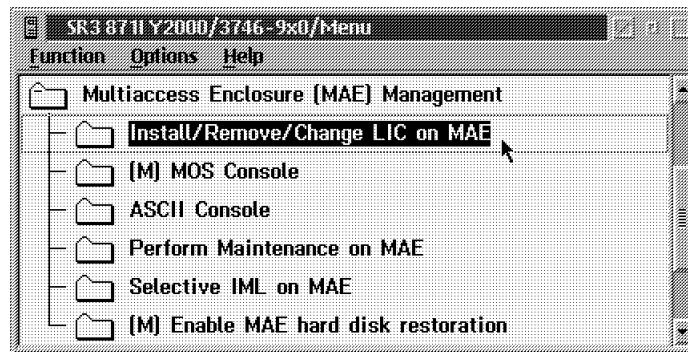 SR3 871I Y2000/3746-9x0/Menu
Function Options Help
Multiaccess Enclosure (MAE) Management
Install/Remove/Change LIC on MAE
(M) MOS Console
ASCII Console
Perform Maintenance on MAE
Selective IML on MAE
(M) Enable MAE hard disk restoration